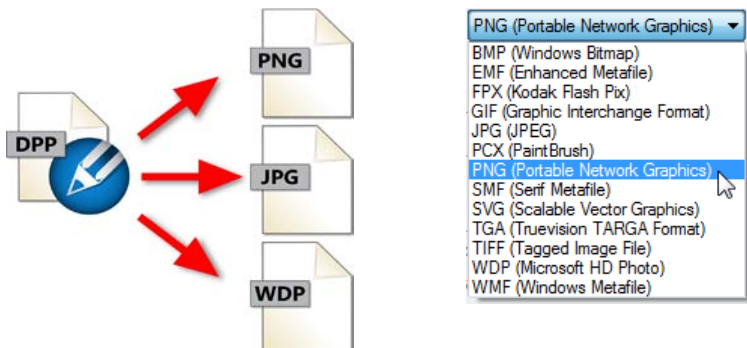 DPP
PNG
JPG
WDP
PNG (Portable Network Graphics)
BMP (Windows Bitmap)
EMF (Enhanced Metafile)
FPX (Kodak Flash Pix)
GIF (Graphic Interchange Format)
JPG (JPEG)
PCX (PaintBrush)
PNG (Portable Network Graphics)
SMF (Serif Metafile)
SVG (Scalable Vector Graphics)
TGA (Truevision TARGA Format)
TIFF (Tagged Image File)
WDP (Microsoft HD Photo)
WMF (Windows Metafile)